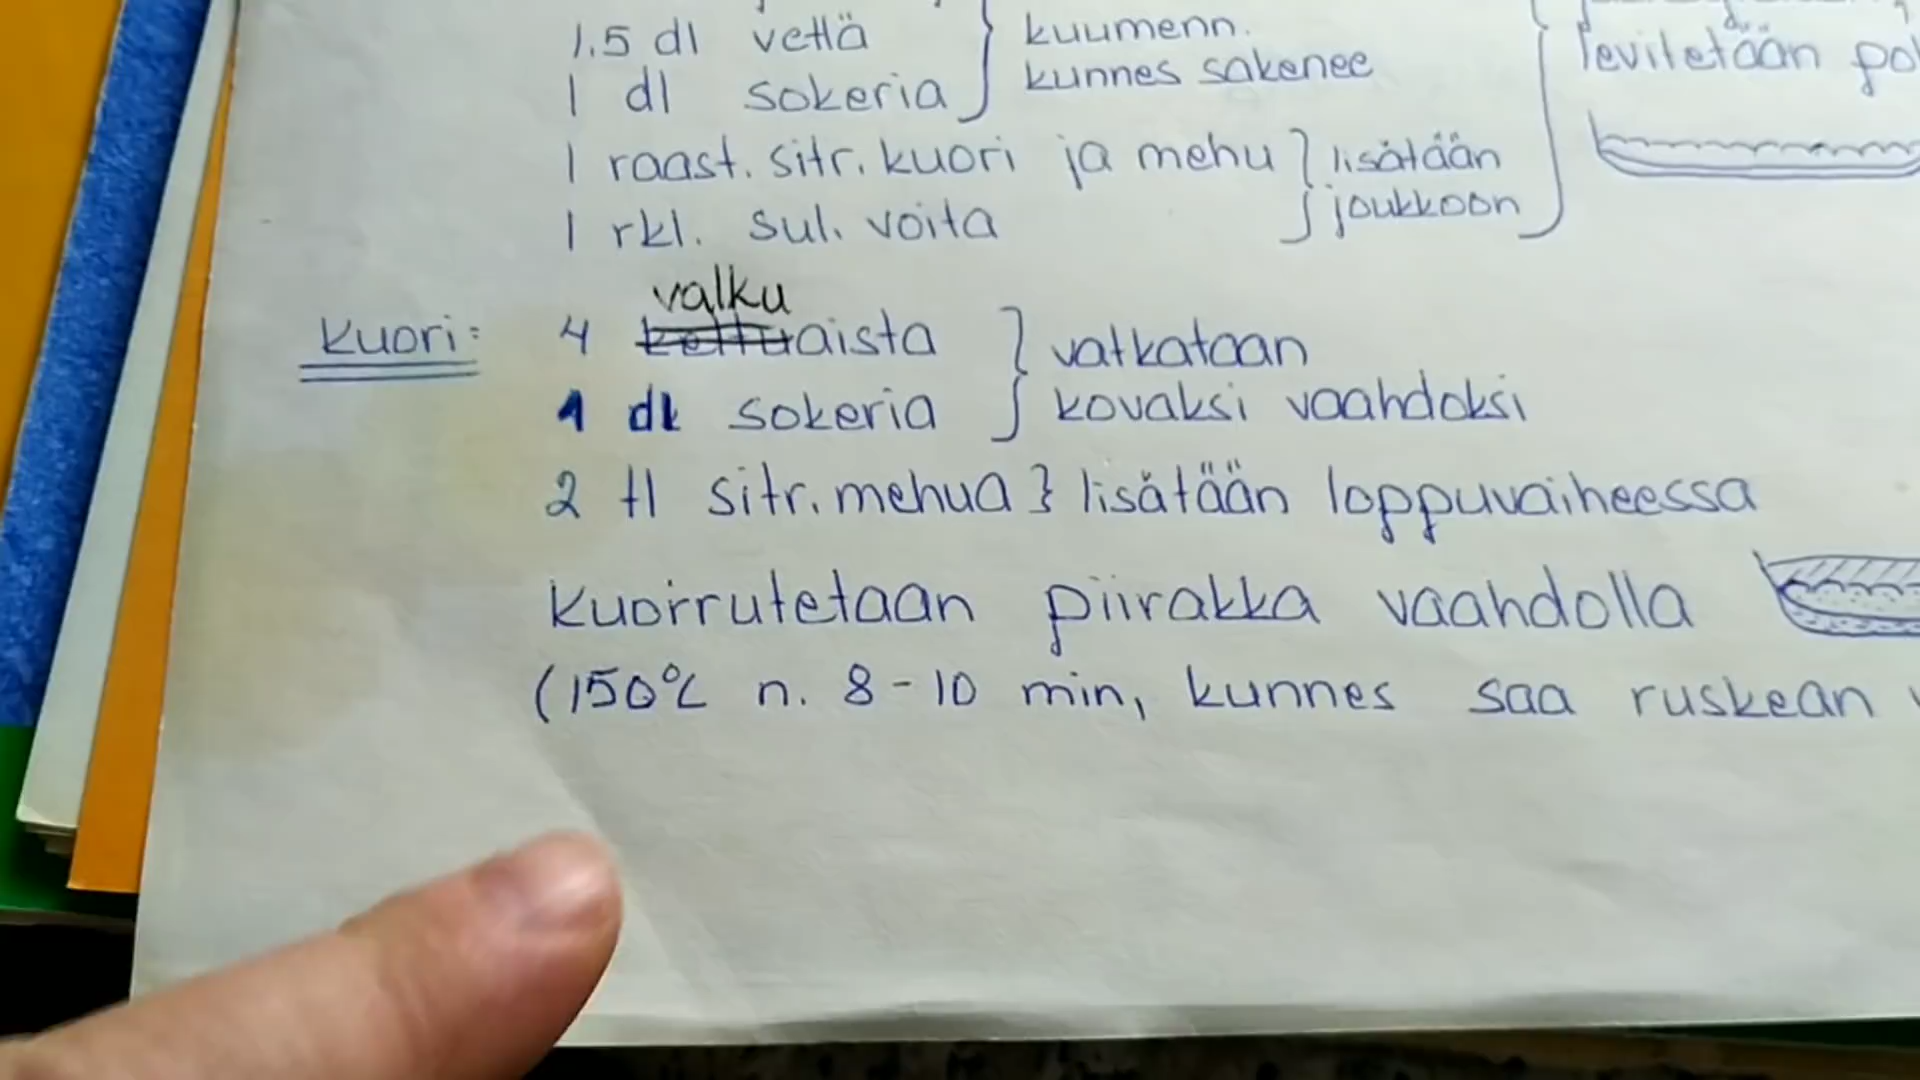 1.5 dl vettä } kuumenn.
1 dl sokeria kunnes sakenee
levitetään
1 raast. sitr. kuori ja mehu } lisätään
1 rkl. sul. voita joukkoon
valku
Kuori: 4 keltuaista } vatkataan
1 dl sokeria kovaksi vaahdoksi
2 tl sitr. mehua } lisätään loppuvaiheessa
Kuorrutetaan piirakka vaahdolla
(150°C n. 8-10 min, kunnes saa ruskean